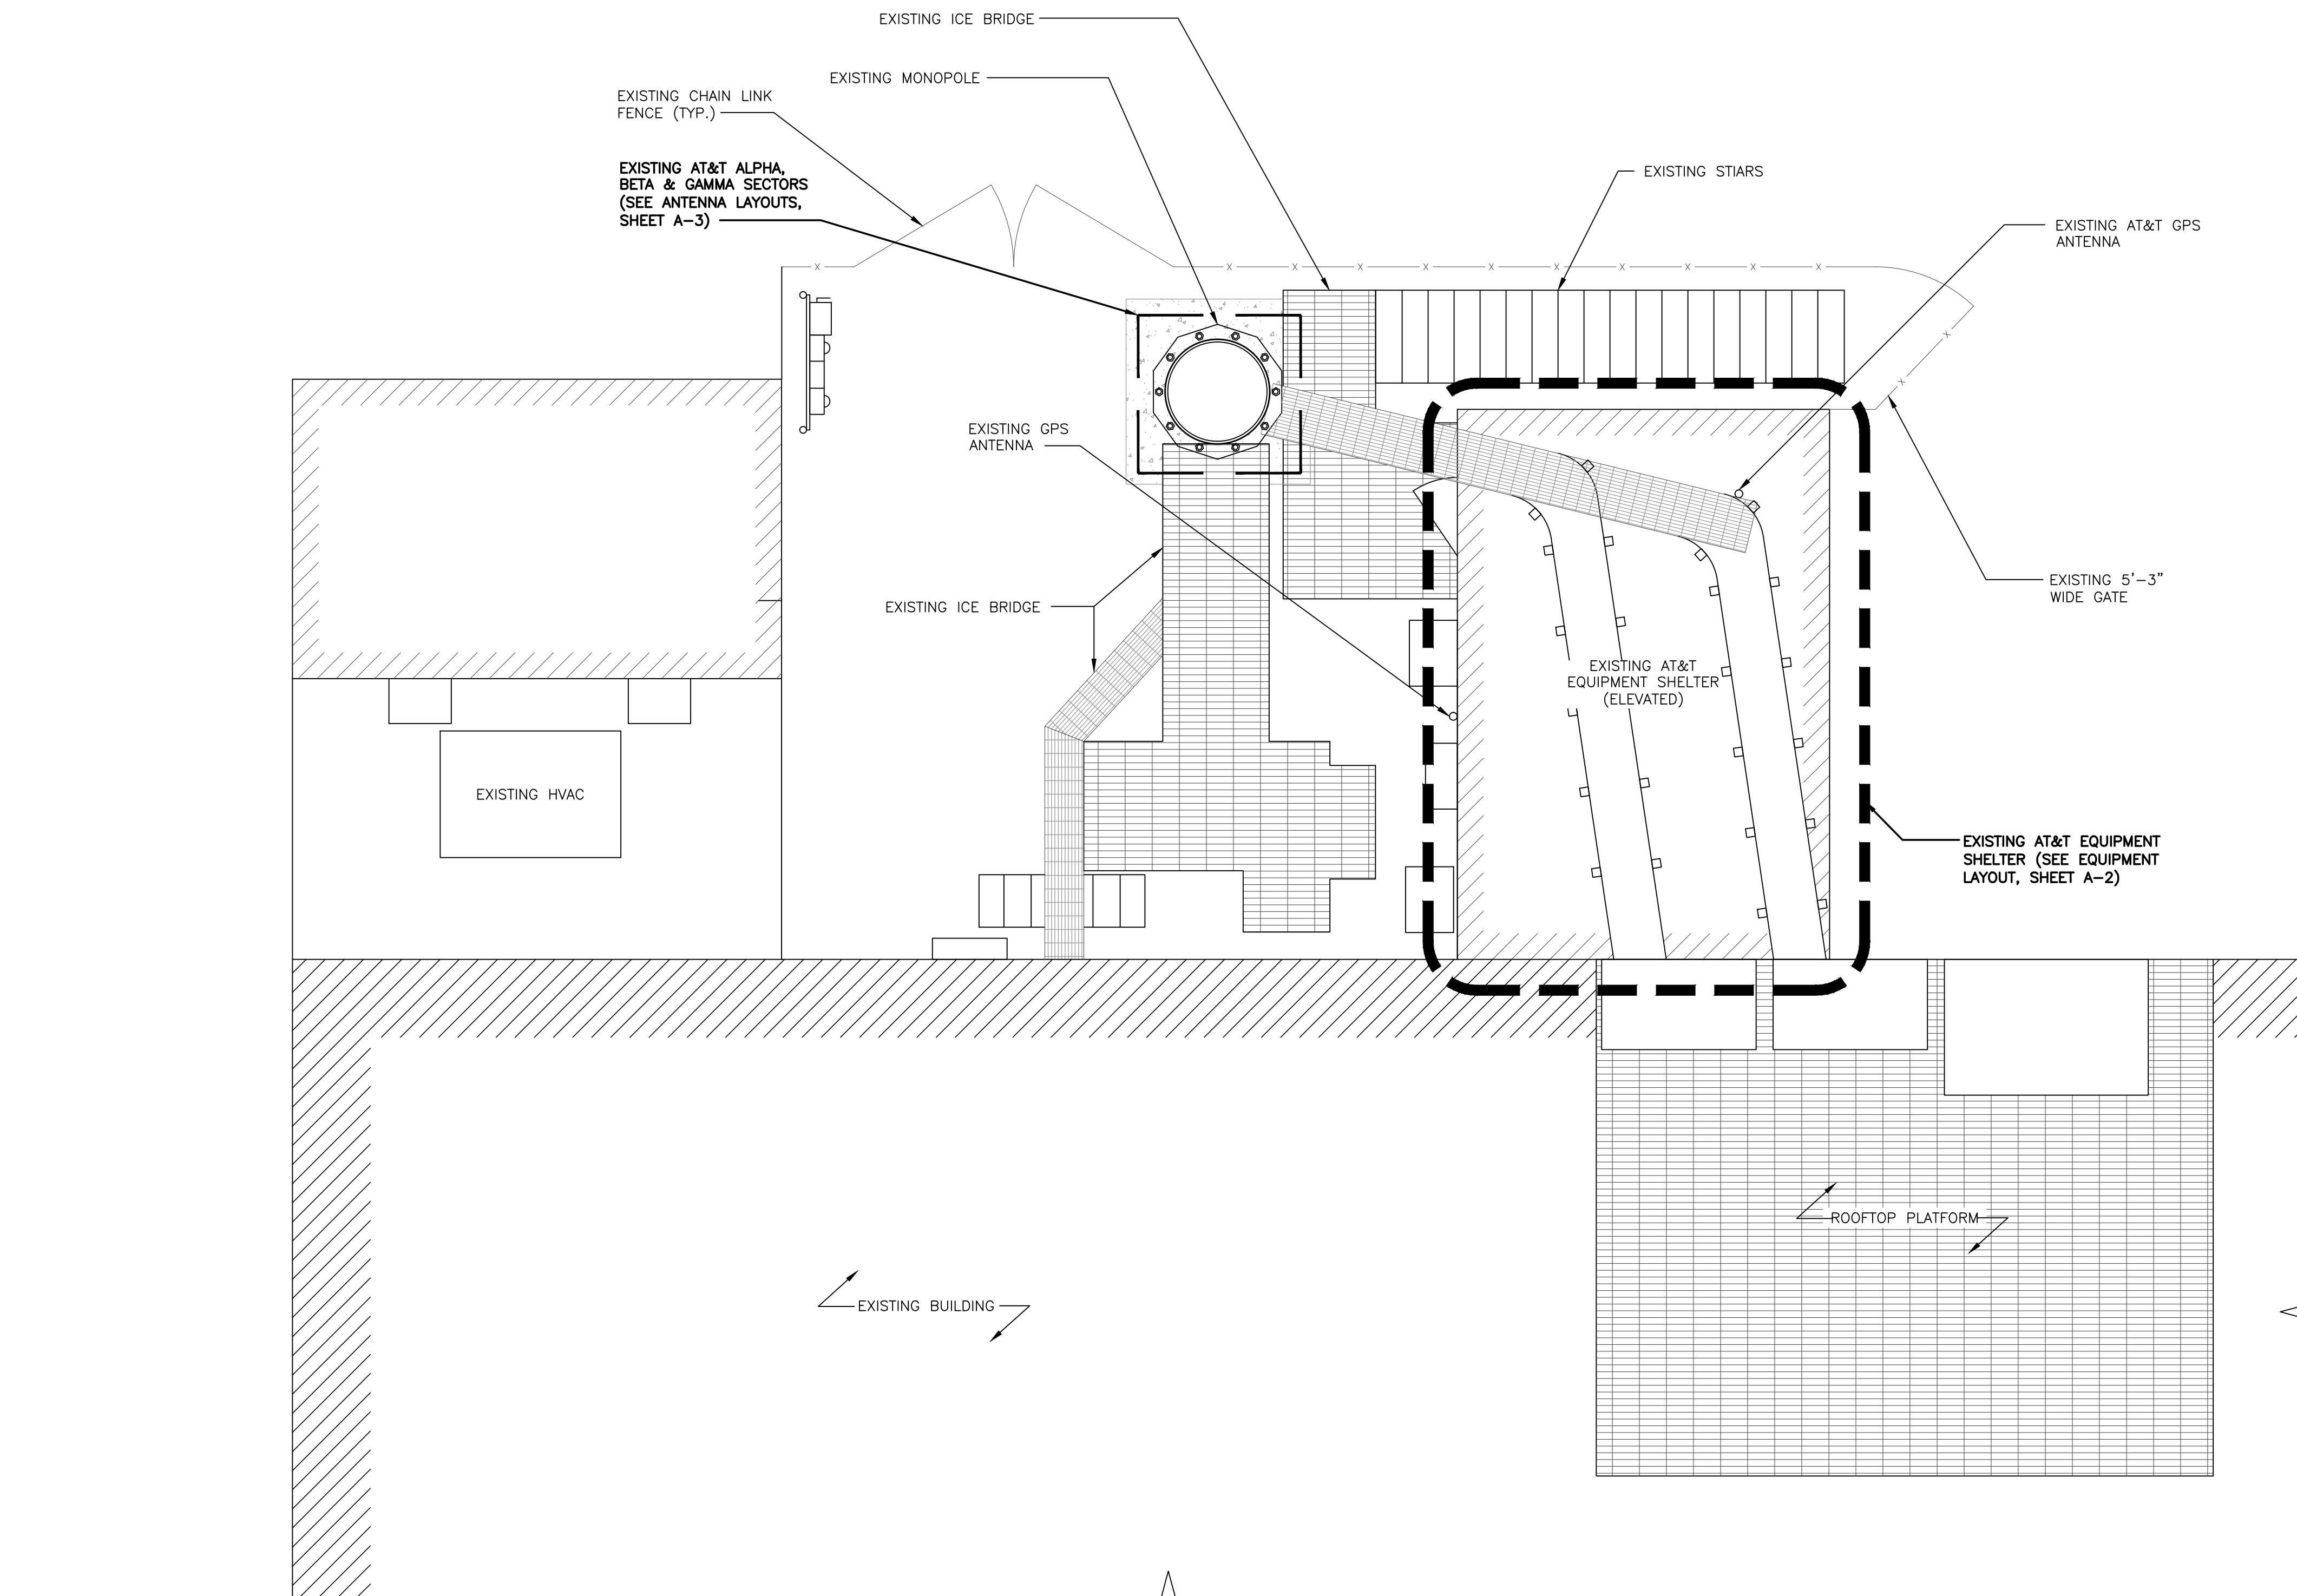 EXISTING ICE BRIDGE
EXISTING MONOPOLE
EXISTING CHAIN LINK
FENCE (TYP.)
EXISTING AT&T ALPHA,
BETA & GAMMA SECTORS
(SEE ANTENNA LAYOUTS,
SHEET A-3)
EXISTING STIARS
EXISTING AT&T GPS
ANTENNA
X X X X X X X X X X X
X
X
EXISTING GPS
ANTENNA
EXISTING ICE BRIDGE
EXISTING 5'-3"
WIDE GATE
EXISTING AT&T
EQUIPMENT SHELTER
(ELEVATED)
EXISTING HVAC
EXISTING AT&T EQUIPMENT
SHELTER (SEE EQUIPMENT
LAYOUT, SHEET A-2)
ROOFTOP PLATFORM
EXISTING BUILDING